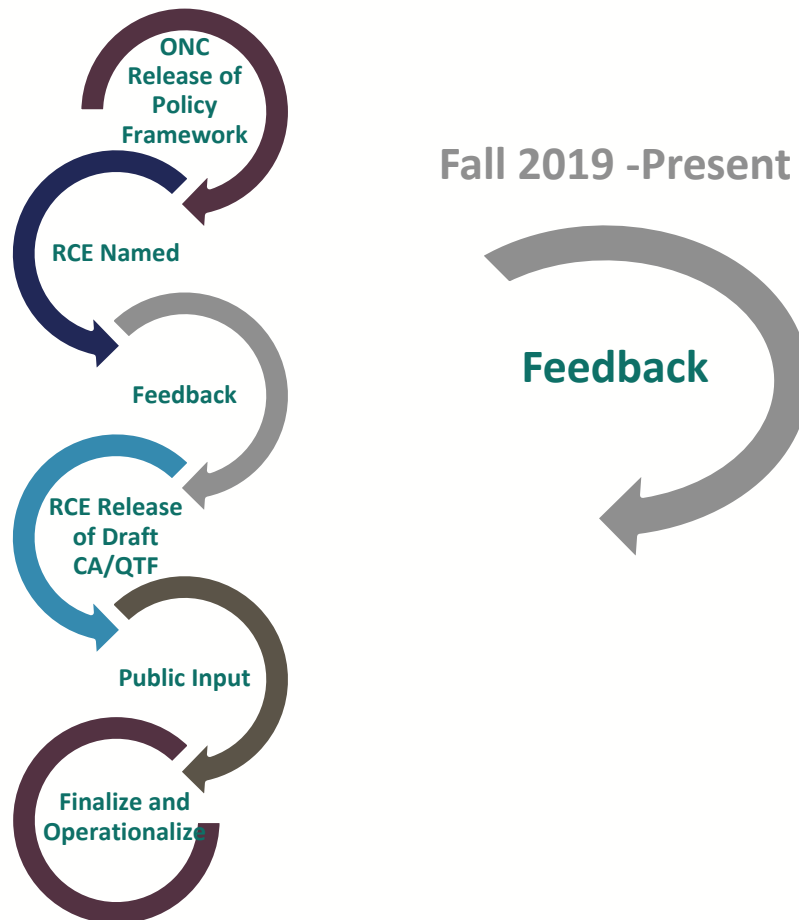 ONC
Release of
Policy
Framework
RCE Named
Feedback
RCE Release
of Draft
CA/QTF
Public Input
Finalize and
Operationalize
Fall 2019 -Present
Feedback